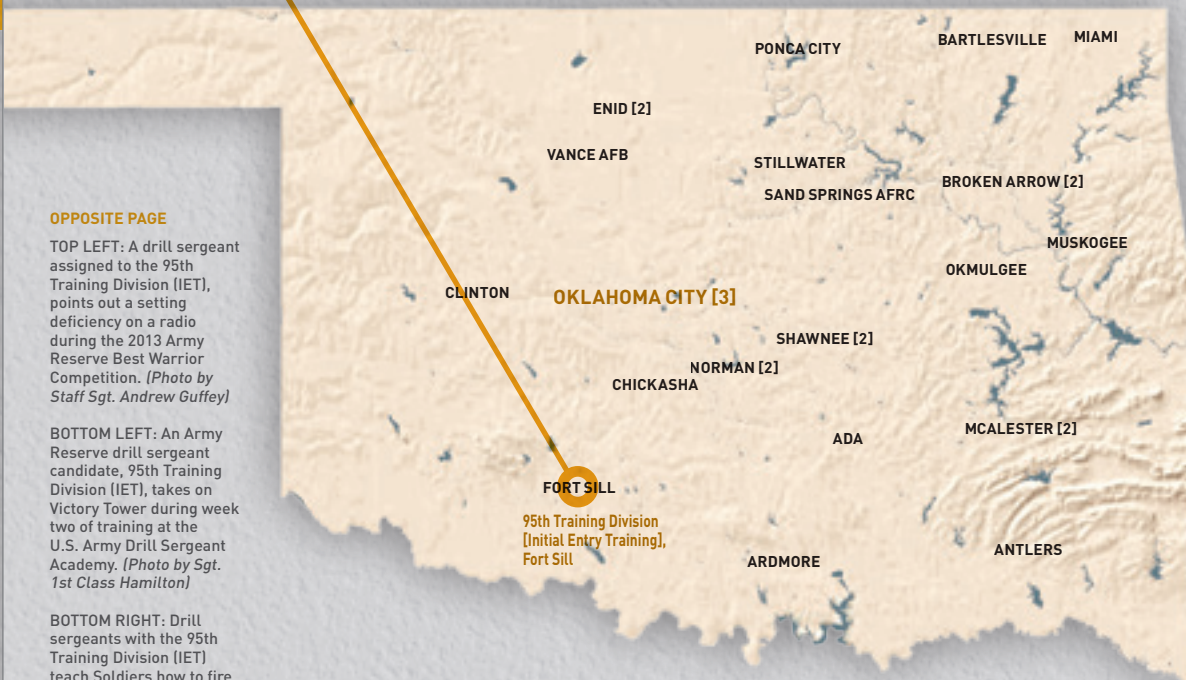 OPPOSITE PAGE
TOP LEFT: A drill sergeant
assigned to the 95th
Training Division (IET),
points out a setting
deficiency on a radio
during the 2013 Army
Reserve Best Warrior
Competition. (Photo by
Staff Sgt. Andrew Guffey)
BOTTOM LEFT: An Army
Reserve drill sergeant
candidate, 95th Training
Division (IET), takes on
Victory Tower during week
two of training at the
U.S. Army Drill Sergeant
Academy. (Photo by Sgt.
1st Class Hamilton)
BOTTOM RIGHT: Drill
sergeants with the 95th
Training Division (IET)
teach Soldiers how to fire
PONCA CITY
BARTLESVILLE
MIAMI
ENID [2]
VANCE AFB
STILLWATER
SAND SPRINGS AFRC
BROKEN ARROW [2]
MUSKOGEE
OKMULGEE
CLINTON
OKLAHOMA CITY [3]
SHAWNEE [2]
NORMAN [2]
CHICKASHA
MCALESTER [2]
ADA
FORT SILL
95th Training Division
[Initial Entry Training],
Fort Sill
ANTLERS
ARDMORE